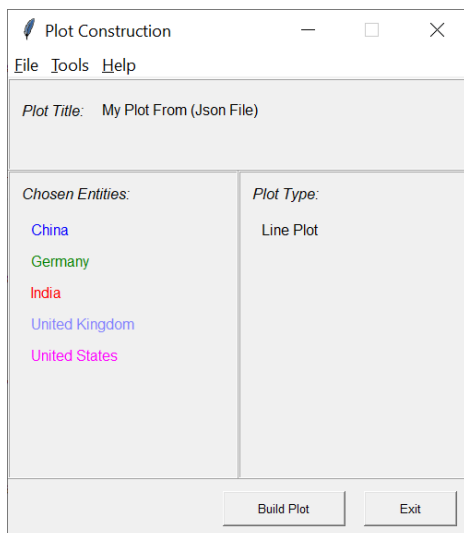 Plot Construction
File Tools Help
Plot Title: My Plot From (Json File)
Chosen Entities:
China
Germany
India
United Kingdom
United States
Plot Type:
Line Plot
Build Plot Exit